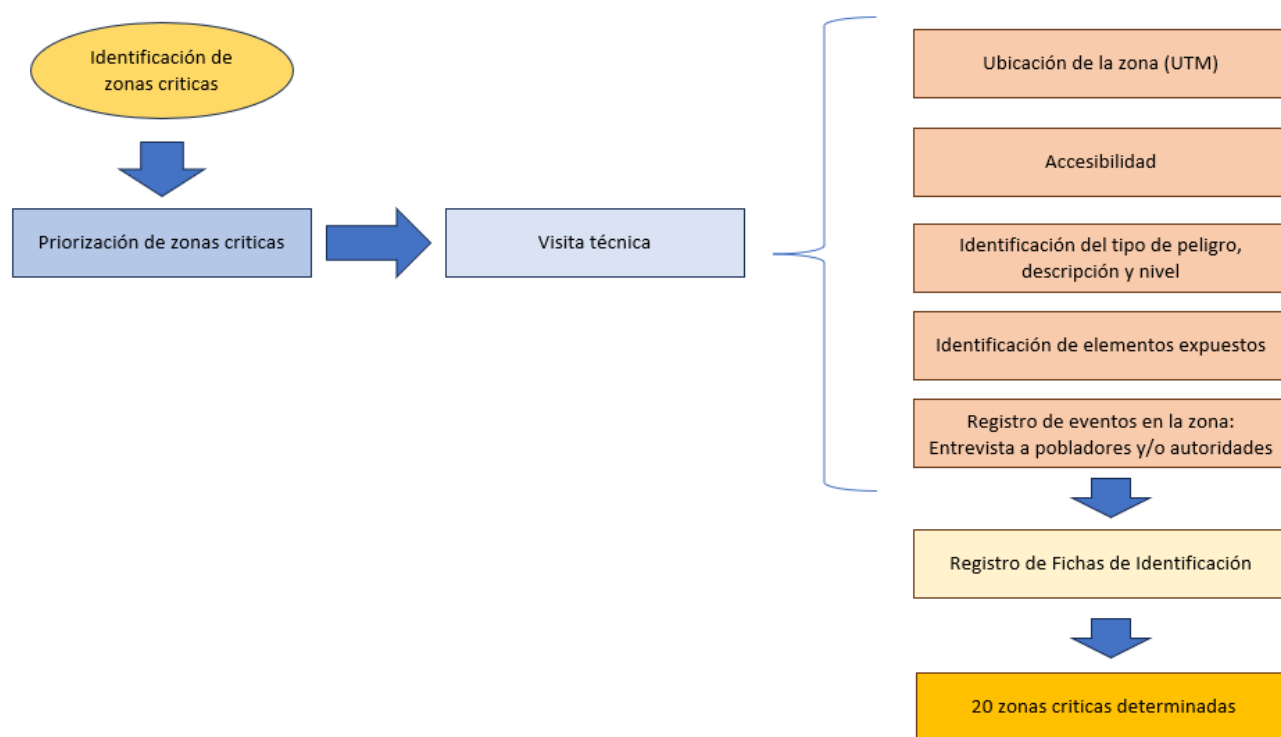 Identificación de
zonas criticas
Priorización de zonas criticas
Visita técnica
Ubicación de la zona (UTM)
Accesibilidad
Identificación del tipo de peligro,
descripción y nivel
Identificación de elementos expuestos
Registro de eventos en la zona:
Entrevista a pobladores y/o autoridades
Registro de Fichas de Identificación
20 zonas criticas determinadas